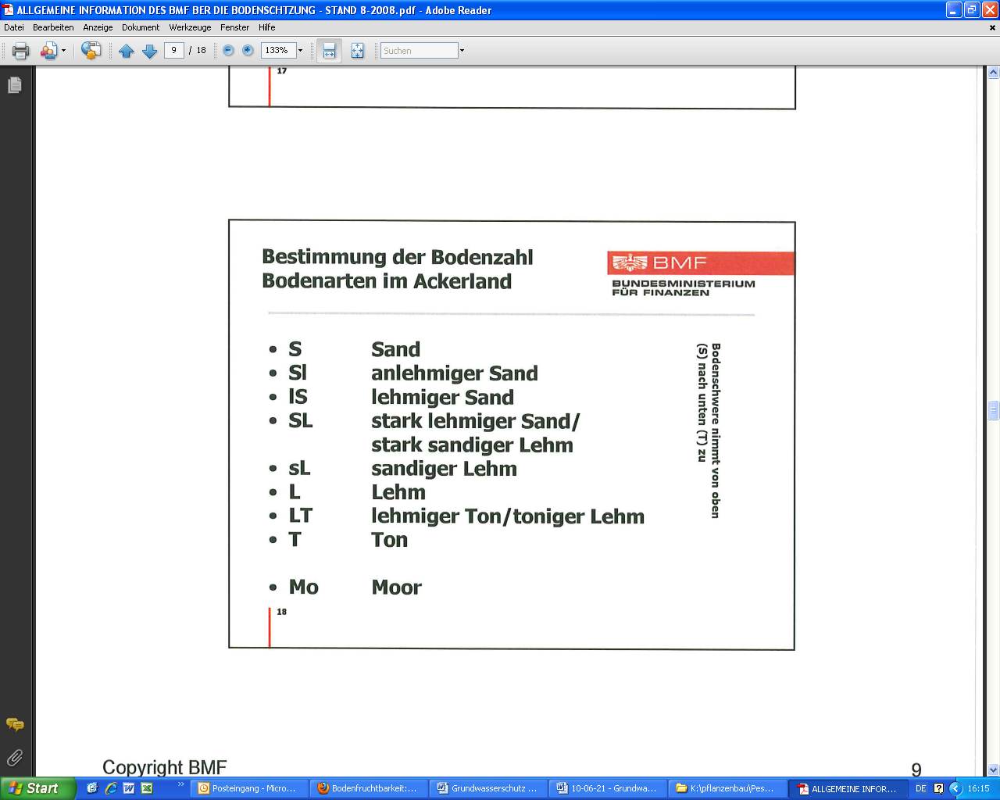 ALLGEMEINE INFORMATION DES BMF BER DIE BODENSCHTZUNG - STAND 8-2008.pdf - Adobe Reader
Datei Bearbeiten Anzeige Dokument Werkzeuge Fenster Hilfe
9 / 18 133% Suchen
17
Bestimmung der Bodenzahl
Bodenarten im Ackerland
BMF
BUNDESMINISTERIUM
FÜR FINANZEN
• S Sand
• Sl anlehmiger Sand
• lS lehmiger Sand
• SL stark lehmiger Sand/
stark sandiger Lehm
• sL sandiger Lehm
• L Lehm
• LT lehmiger Ton/toniger Lehm
• T Ton
• Mo Moor
Bodenschwere nimmt von oben
(S) nach unten (T) zu
18
Copyright BMF
9
Start
» Posteingang - Micro... Bodenfruchtbarkeit:... Grundwasserschutz ... 10-06-21 - Grundwa... K:\pflanzenbau\Pes... ALLGEMEINE INFOR... DE 16:15